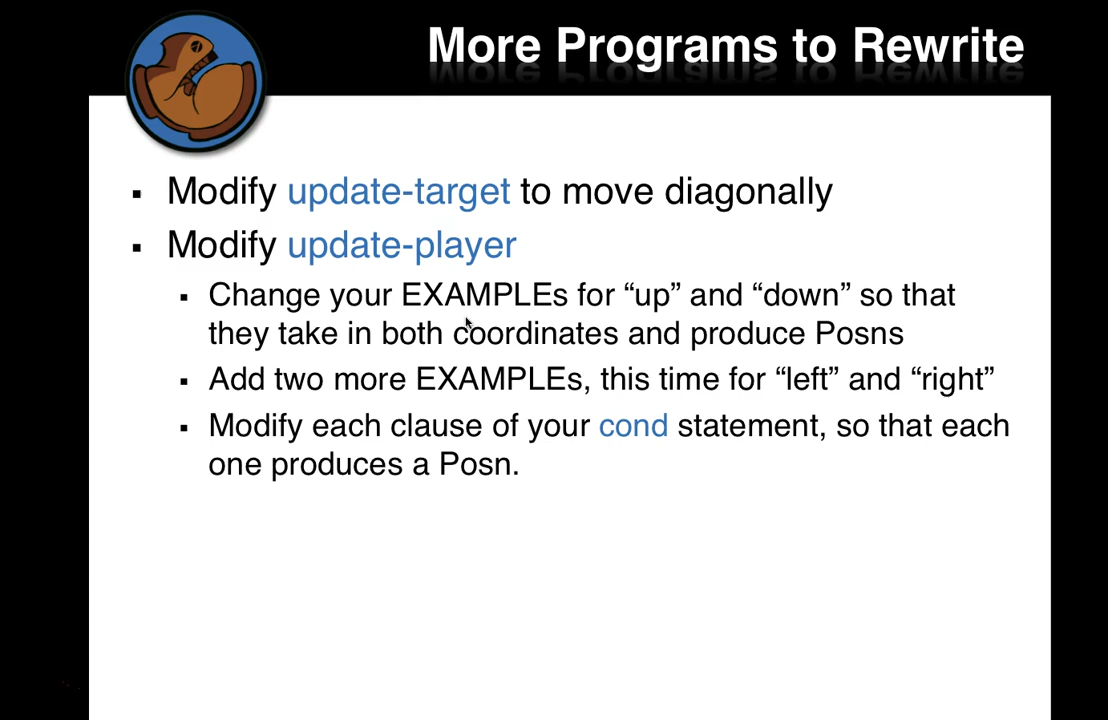 More Programs to Rewrite
▪ Modify update-target to move diagonally
▪ Modify update-player
▪ Change your EXAMPLEs for “up” and “down” so that
they take in both coordinates and produce Posns
▪ Add two more EXAMPLEs, this time for “left” and “right”
▪ Modify each clause of your cond statement, so that each
one produces a Posn.